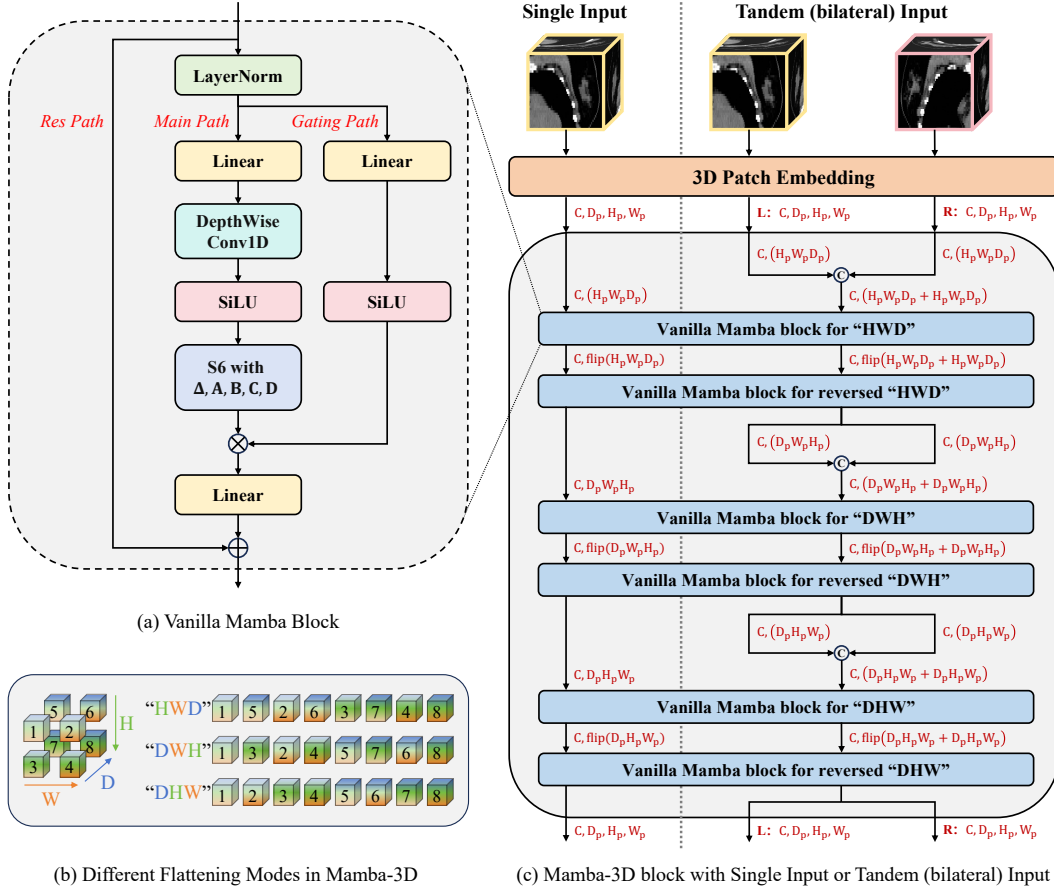 Res Path
Main Path
Gating Path
LayerNorm
Linear
Linear
DepthWise
Conv1D
SiLU
SiLU
S6 with
Δ, A, B, C, D
Linear
(a) Vanilla Mamba Block
5
6
1
2
7
8
3
4
H
D
W
“HWD”
1 5 2 6 3 7 4 8
“DWH”
1 3 2 4 5 7 6 8
“DHW”
1 2 3 4 5 6 7 8
(b) Different Flattening Modes in Mamba-3D
Single Input
Tandem (bilateral) Input
3D Patch Embedding
C, Dₚ, Hₚ, Wₚ
L: C, Dₚ, Hₚ, Wₚ
R: C, Dₚ, Hₚ, Wₚ
C, (HₚWₚDₚ)
C, (HₚWₚDₚ)
C
C, (HₚWₚDₚ)
C, (HₚWₚDₚ + HₚWₚDₚ)
Vanilla Mamba block for “HWD”
C, flip(HₚWₚDₚ)
C, flip(HₚWₚDₚ + HₚWₚDₚ)
Vanilla Mamba block for reversed “HWD”
C, (DₚWₚHₚ)
C, (DₚWₚHₚ)
C
C, DₚWₚHₚ
C, (DₚWₚHₚ + DₚWₚHₚ)
Vanilla Mamba block for “DWH”
C, flip(DₚWₚHₚ)
C, flip(DₚWₚHₚ + DₚWₚHₚ)
Vanilla Mamba block for reversed “DWH”
C, (DₚHₚWₚ)
C, (DₚHₚWₚ)
C
C, DₚHₚWₚ
C, (DₚHₚWₚ + DₚHₚWₚ)
Vanilla Mamba block for “DHW”
C, flip(DₚHₚWₚ)
C, flip(DₚHₚWₚ + DₚHₚWₚ)
Vanilla Mamba block for reversed “DHW”
C, Dₚ, Hₚ, Wₚ
L: C, Dₚ, Hₚ, Wₚ
R: C, Dₚ, Hₚ, Wₚ
(c) Mamba-3D block with Single Input or Tandem (bilateral) Input